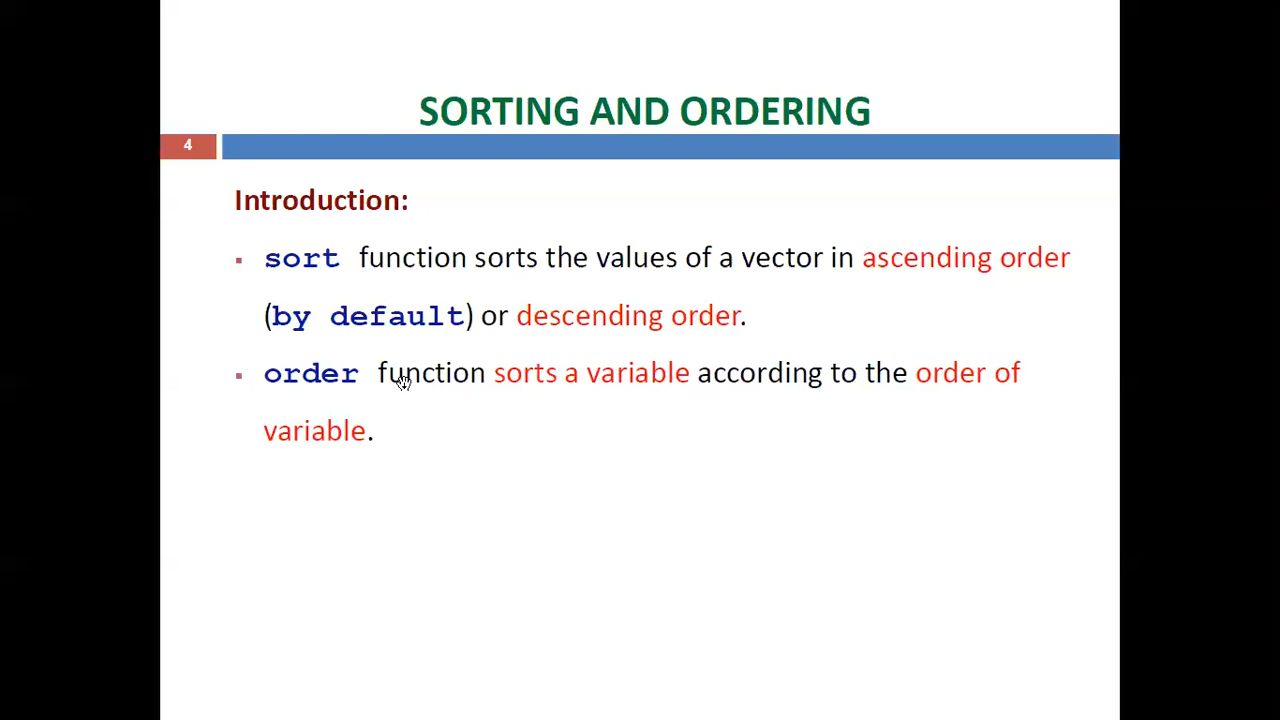 SORTING AND ORDERING
4
Introduction:
▪ sort function sorts the values of a vector in ascending order
(by default) or descending order.
▪ order function sorts a variable according to the order of
variable.